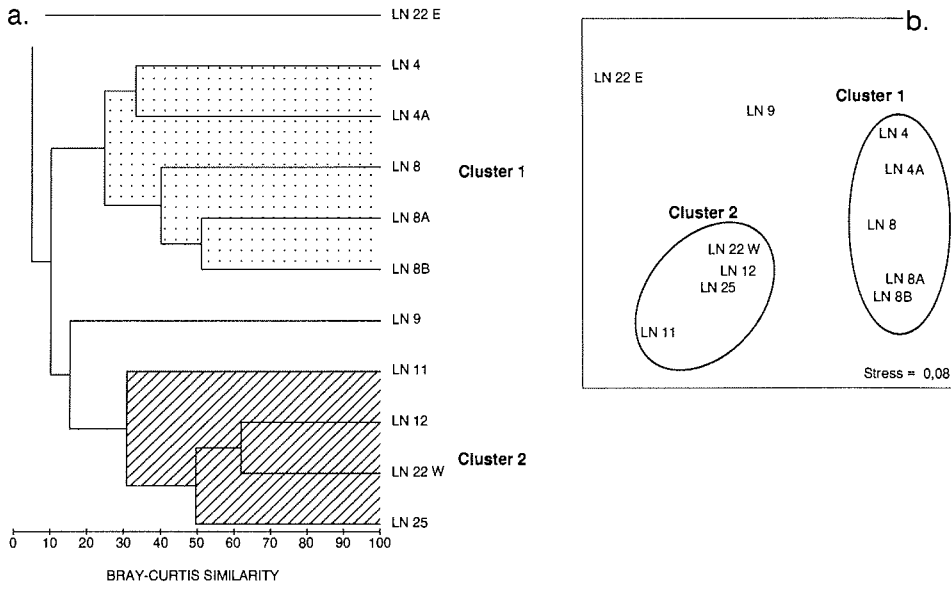 a.
LN 22 E
LN 4
LN 4A
LN 8
Cluster 1
LN 8A
LN 8B
LN 9
LN 11
LN 12
LN 22 W
Cluster 2
LN 25
0 10 20 30 40 50 60 70 80 90 100
BRAY-CURTIS SIMILARITY
b.
LN 22 E
LN 9
Cluster 1
LN 4
LN 4A
LN 8
LN 8A
LN 8B
Cluster 2
LN 22 W
LN 12
LN 25
LN 11
Stress = 0,08